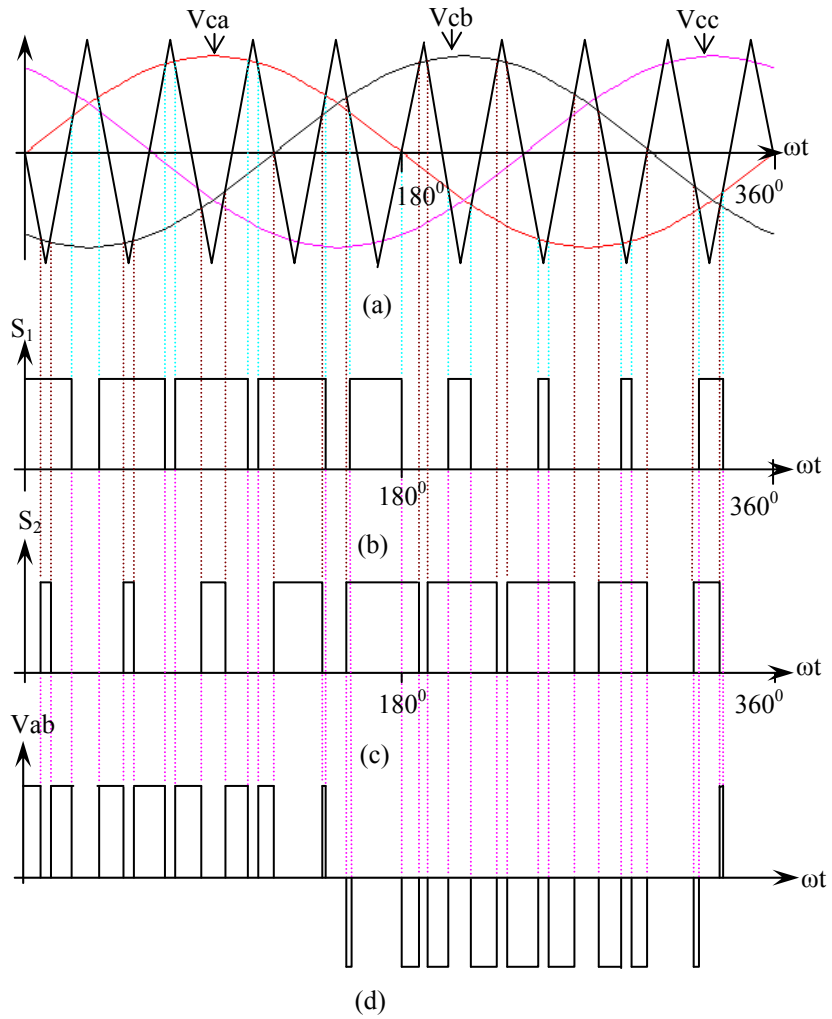 Vca Vcb Vcc
ωt
180⁰ 360⁰
(a)
S₁
ωt
180⁰ 360⁰
(b)
S₂
ωt
180⁰ 360⁰
(c)
Vab
ωt
(d)